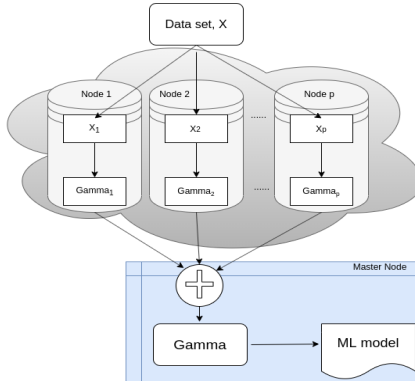 Data set, X
Node 1
Node 2
Node p
X1
X2
......
Xp
Gamma1
Gamma2
......
Gammap
Master Node
Gamma
ML model